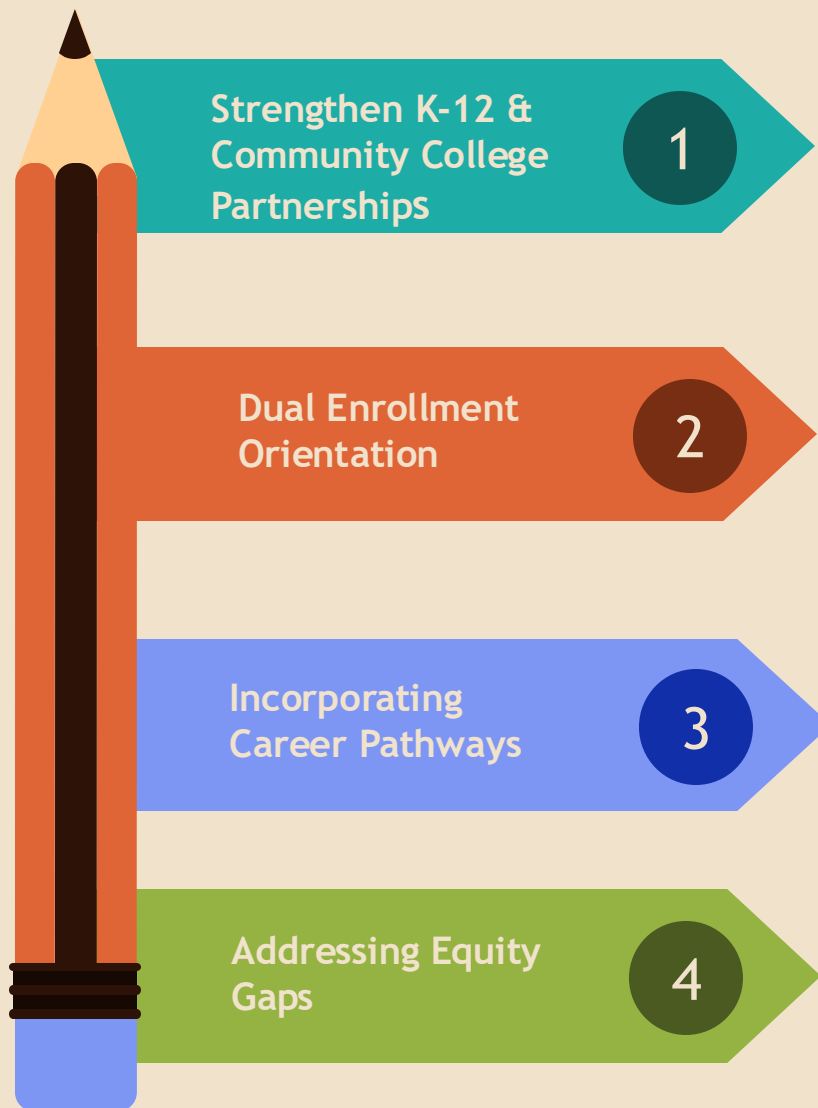 Strengthen K-12 &
Community College
Partnerships
1
Dual Enrollment
Orientation
2
Incorporating
Career Pathways
3
Addressing Equity
Gaps
4